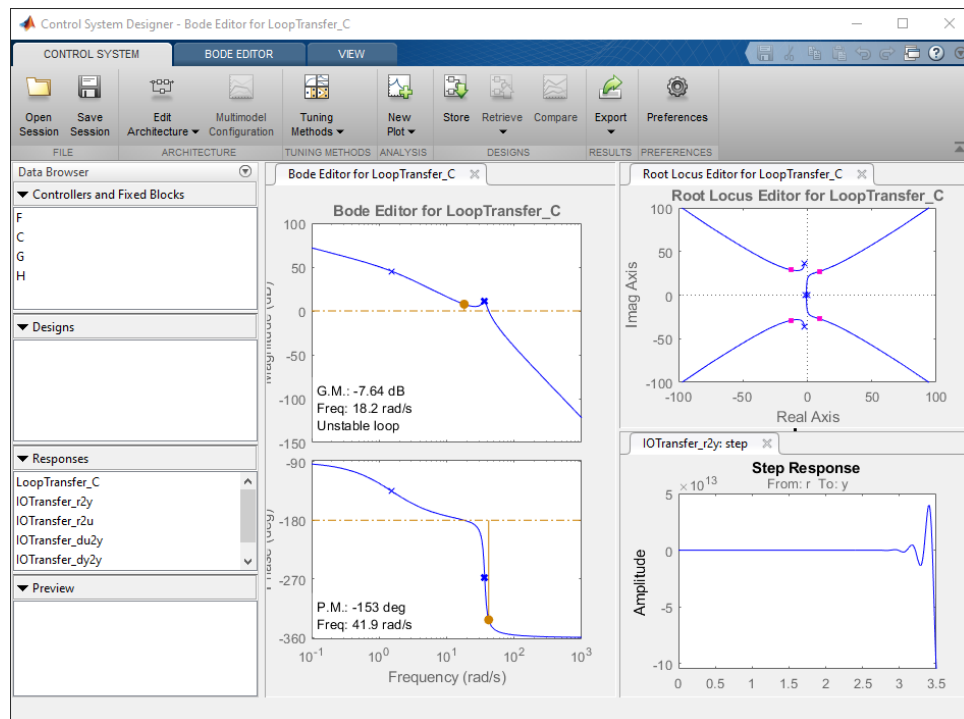 Control System Designer - Bode Editor for LoopTransfer_C
CONTROL SYSTEM
BODE EDITOR
VIEW
Open
Session
Save
Session
Edit
Architecture
Multimodel
Configuration
Tuning
Methods
New
Plot
Store
Retrieve
Compare
Export
Preferences
FILE
ARCHITECTURE
TUNING METHODS
ANALYSIS
DESIGNS
RESULTS
PREFERENCES
Data Browser
Controllers and Fixed Blocks
F
C
G
H
Designs
Responses
LoopTransfer_C
IOTransfer_r2y
IOTransfer_r2u
IOTransfer_du2y
IOTransfer_dy2y
Preview
Bode Editor for LoopTransfer_C
Bode Editor for LoopTransfer_C
100
50
0
-50
-100
-150
Magnitude (dB)
G.M.: -7.64 dB
Freq: 18.2 rad/s
Unstable loop
-90
-180
-270
-360
Phase (deg)
P.M.: -153 deg
Freq: 41.9 rad/s
10^-1
10^0
10^1
10^2
10^3
Frequency (rad/s)
Root Locus Editor for LoopTransfer_C
Root Locus Editor for LoopTransfer_C
100
50
0
-50
-100
Imag Axis
-100
-50
0
50
100
Real Axis
IOTransfer_r2y: step
Step Response
From: r To: y
× 10^13
5
0
-5
-10
Amplitude
0
0.5
1
1.5
2
2.5
3
3.5